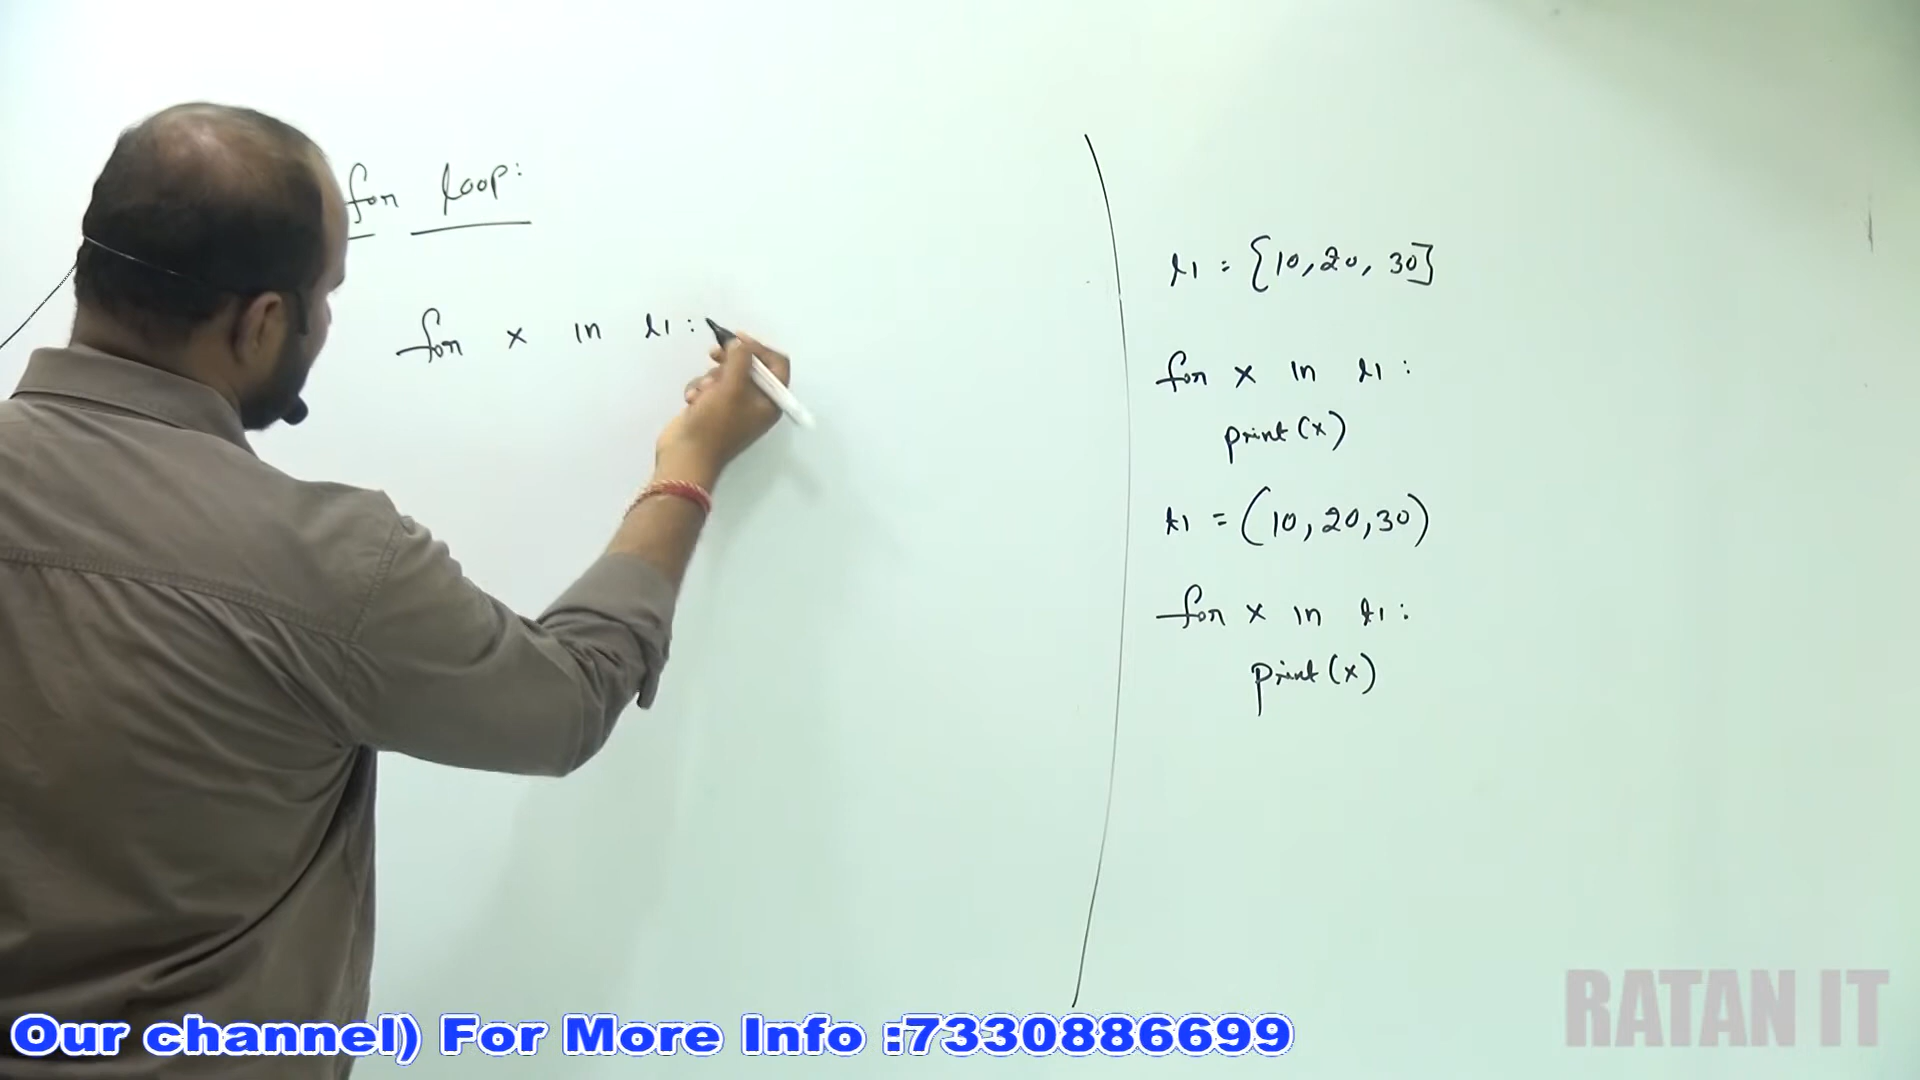 for loop:
for x in l1:
l1 = {10,20, 30]
for x in l1:
print(x)
t1 = (10,20,30)
for x in t1:
print(x)
Our channel) For More Info :7330886699
RATAN IT